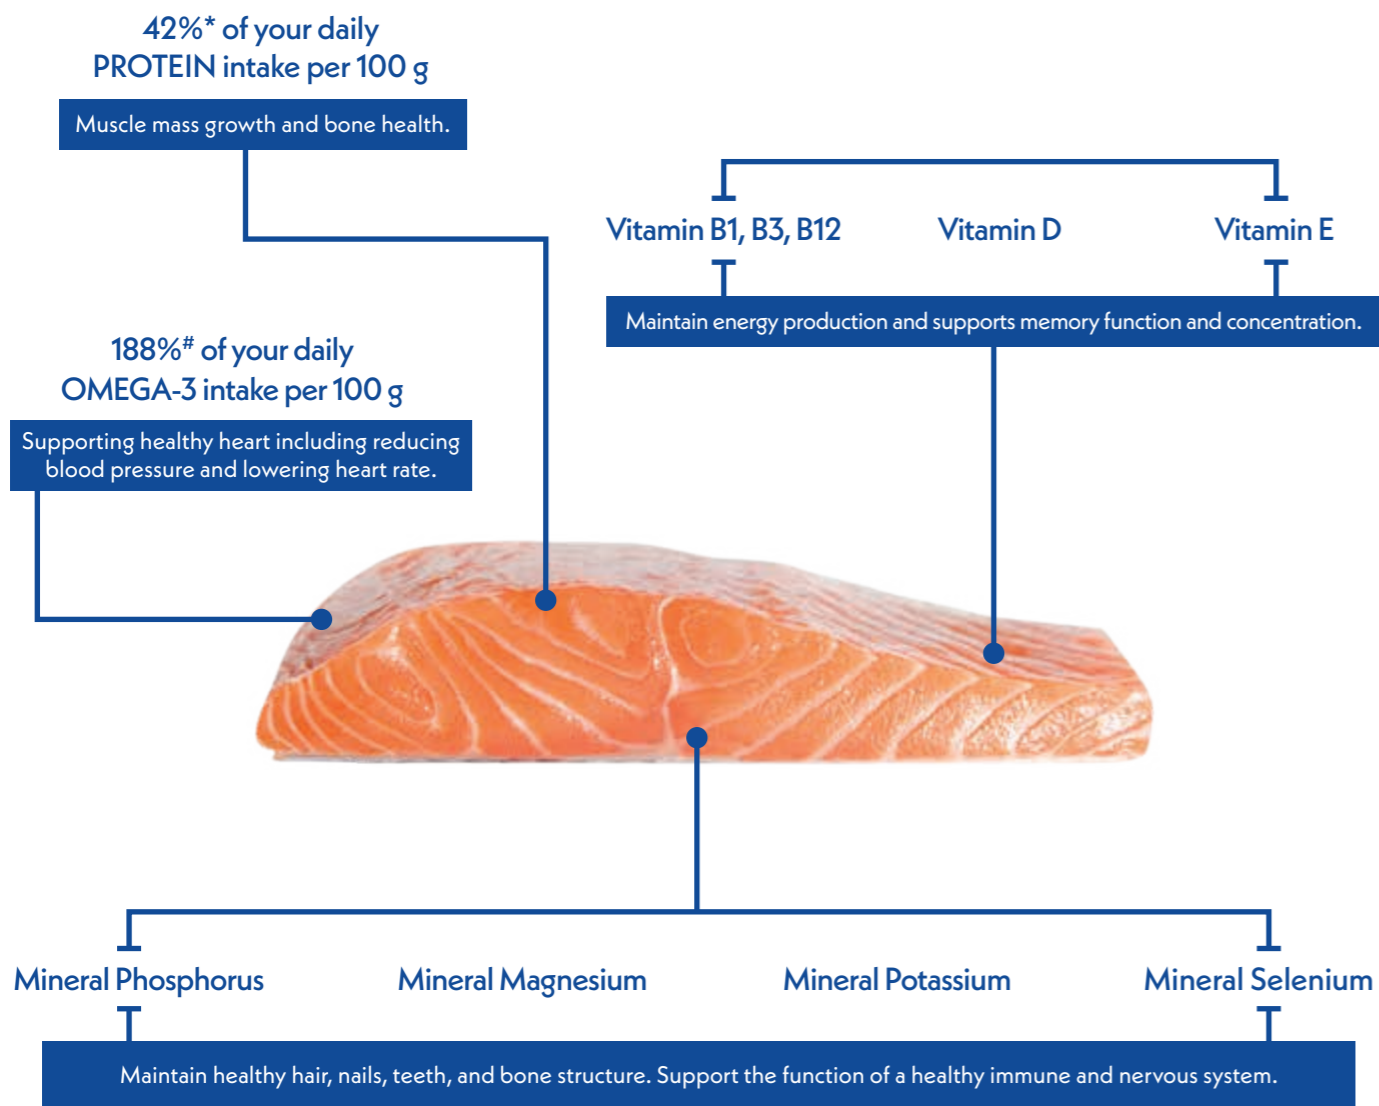 42%* of your daily
PROTEIN intake per 100 g
Muscle mass growth and bone health.
Vitamin B1, B3, B12
Vitamin D
Vitamin E
Maintain energy production and supports memory function and concentration.
188%# of your daily
OMEGA-3 intake per 100 g
Supporting healthy heart including reducing
blood pressure and lowering heart rate.
Mineral Phosphorus
Mineral Magnesium
Mineral Potassium
Mineral Selenium
Maintain healthy hair, nails, teeth, and bone structure. Support the function of a healthy immune and nervous system.